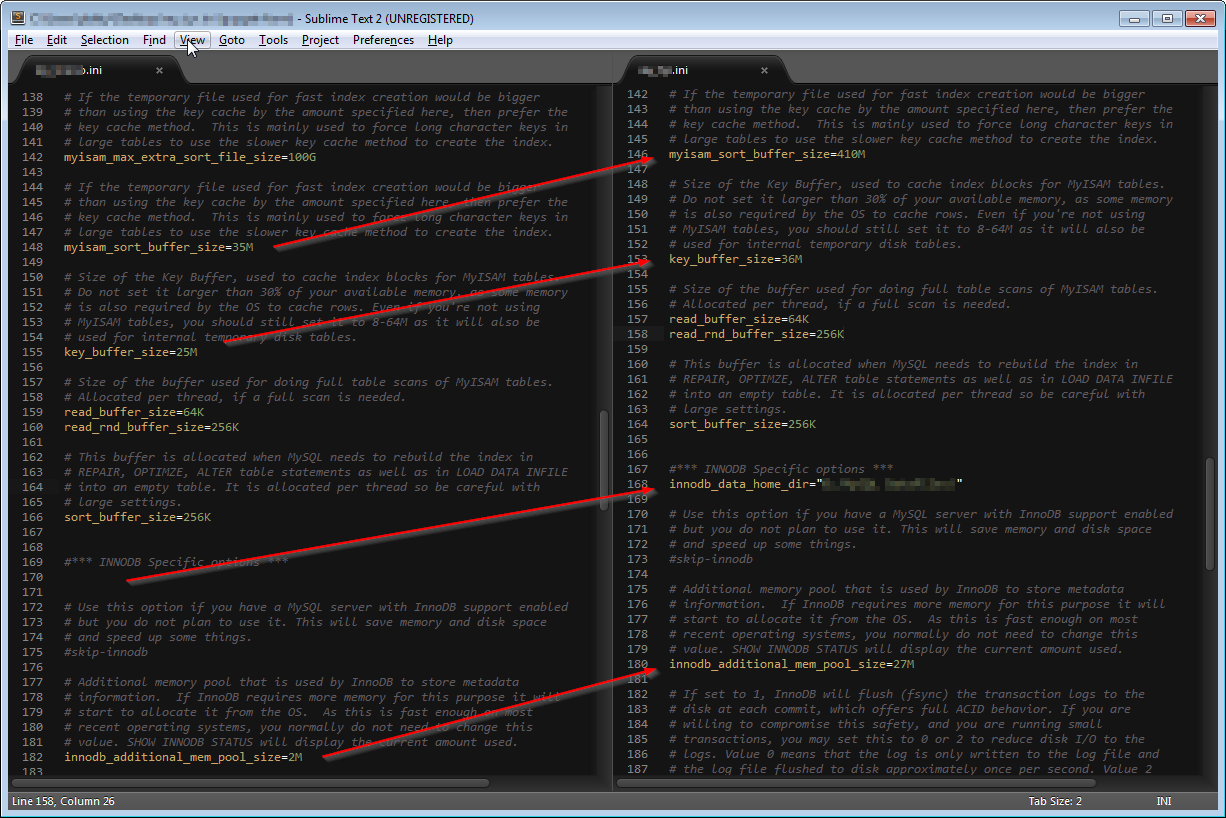 - Sublime Text 2 (UNREGISTERED)
File Edit Selection Find View Goto Tools Project Preferences Help
.ini ×
138 # If the temporary file used for fast index creation would be bigger
139 # than using the key cache by the amount specified here, then prefer the
140 # key cache method.  This is mainly used to force long character keys in
141 # large tables to use the slower key cache method to create the index.
142 myisam_max_extra_sort_file_size=100G
143
144 # If the temporary file used for fast index creation would be bigger
145 # than using the key cache by the amount specified here, then prefer the
146 # key cache method.  This is mainly used to force long character keys in
147 # large tables to use the slower key cache method to create the index.
148 myisam_sort_buffer_size=35M
149
150 # Size of the Key Buffer, used to cache index blocks for MyISAM tables.
151 # Do not set it larger than 30% of your available memory, as some memory
152 # is also required by the OS to cache rows. Even if you're not using
153 # MyISAM tables, you should still set it to 8-64M as it will also be
154 # used for internal temporary disk tables.
155 key_buffer_size=25M
156
157 # Size of the buffer used for doing full table scans of MyISAM tables.
158 # Allocated per thread, if a full scan is needed.
159 read_buffer_size=64K
160 read_rnd_buffer_size=256K
161
162 # This buffer is allocated when MySQL needs to rebuild the index in
163 # REPAIR, OPTIMZE, ALTER table statements as well as in LOAD DATA INFILE
164 # into an empty table. It is allocated per thread so be careful with
165 # large settings.
166 sort_buffer_size=256K
167
168
169 #*** INNODB Specific options ***
170
171
172 # Use this option if you have a MySQL server with InnoDB support enabled
173 # but you do not plan to use it. This will save memory and disk space
174 # and speed up some things.
175 #skip-innodb
176
177 # Additional memory pool that is used by InnoDB to store metadata
178 # information.  If InnoDB requires more memory for this purpose it will
179 # start to allocate it from the OS.  As this is fast enough on most
180 # recent operating systems, you normally do not need to change this
181 # value. SHOW INNODB STATUS will display the current amount used.
182 innodb_additional_mem_pool_size=2M
183
.ini ×
142 # If the temporary file used for fast index creation would be bigger
143 # than using the key cache by the amount specified here, then prefer the
144 # key cache method.  This is mainly used to force long character keys in
145 # large tables to use the slower key cache method to create the index.
146 myisam_sort_buffer_size=410M
147
148 # Size of the Key Buffer, used to cache index blocks for MyISAM tables.
149 # Do not set it larger than 30% of your available memory, as some memory
150 # is also required by the OS to cache rows. Even if you're not using
151 # MyISAM tables, you should still set it to 8-64M as it will also be
152 # used for internal temporary disk tables.
153 key_buffer_size=36M
154
155 # Size of the buffer used for doing full table scans of MyISAM tables.
156 # Allocated per thread, if a full scan is needed.
157 read_buffer_size=64K
158 read_rnd_buffer_size=256K
159
160 # This buffer is allocated when MySQL needs to rebuild the index in
161 # REPAIR, OPTIMZE, ALTER table statements as well as in LOAD DATA INFILE
162 # into an empty table. It is allocated per thread so be careful with
163 # large settings.
164 sort_buffer_size=256K
165
166
167 #*** INNODB Specific options ***
168 innodb_data_home_dir=" "
169
170 # Use this option if you have a MySQL server with InnoDB support enabled
171 # but you do not plan to use it. This will save memory and disk space
172 # and speed up some things.
173 #skip-innodb
174
175 # Additional memory pool that is used by InnoDB to store metadata
176 # information.  If InnoDB requires more memory for this purpose it will
177 # start to allocate it from the OS.  As this is fast enough on most
178 # recent operating systems, you normally do not need to change this
179 # value. SHOW INNODB STATUS will display the current amount used.
180 innodb_additional_mem_pool_size=27M
181
182 # If set to 1, InnoDB will flush (fsync) the transaction logs to the
183 # disk at each commit, which offers full ACID behavior. If you are
184 # willing to compromise this safety, and you are running small
185 # transactions, you may set this to 0 or 2 to reduce disk I/O to the
186 # logs. Value 0 means that the log is only written to the log file and
187 # the log file flushed to disk approximately once per second. Value 2
Line 158, Column 26 Tab Size: 2 INI